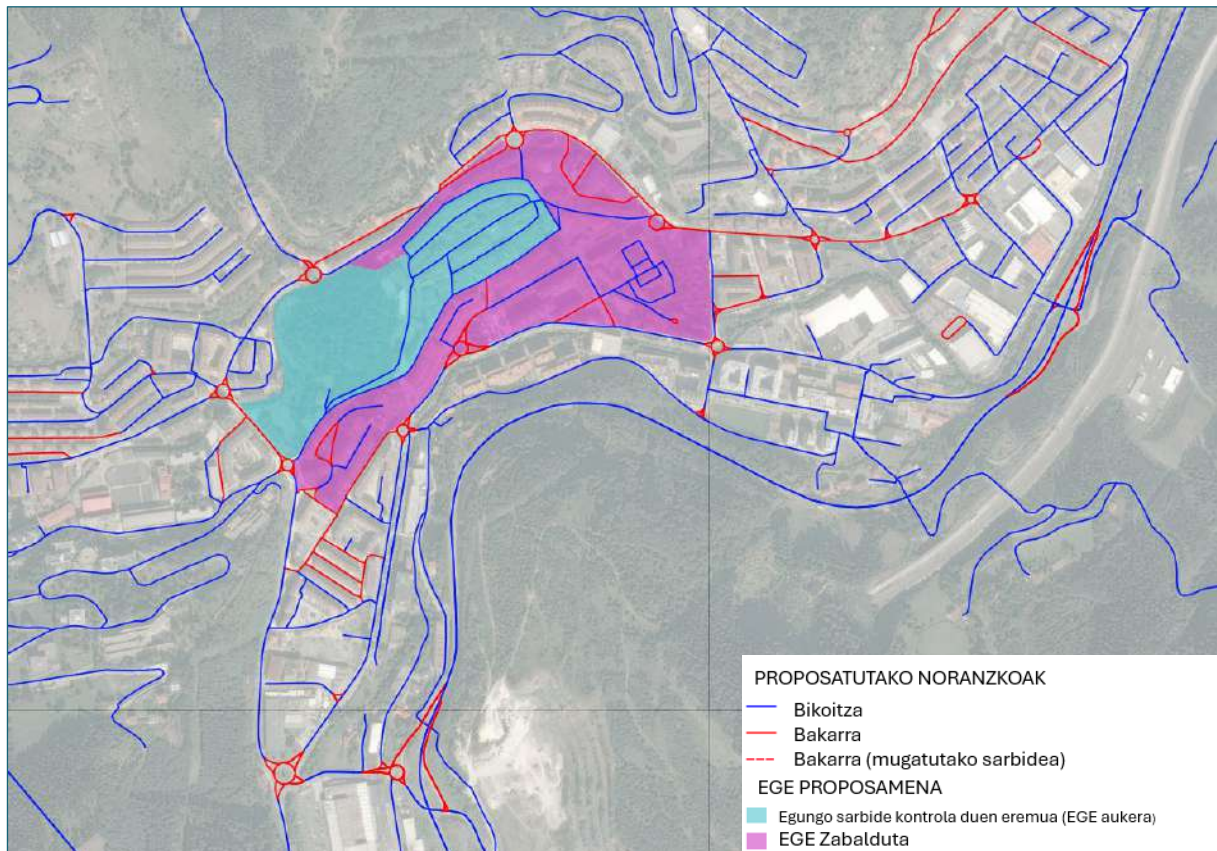 PROPOSATUTAKO NORANZKOAK
Bikoitza
Bakarra
Bakarra (mugatutako sarbidea)
EGE PROPOSAMENA
Egungo sarbide kontrola duen eremua (EGE aukera)
EGE Zabalduta